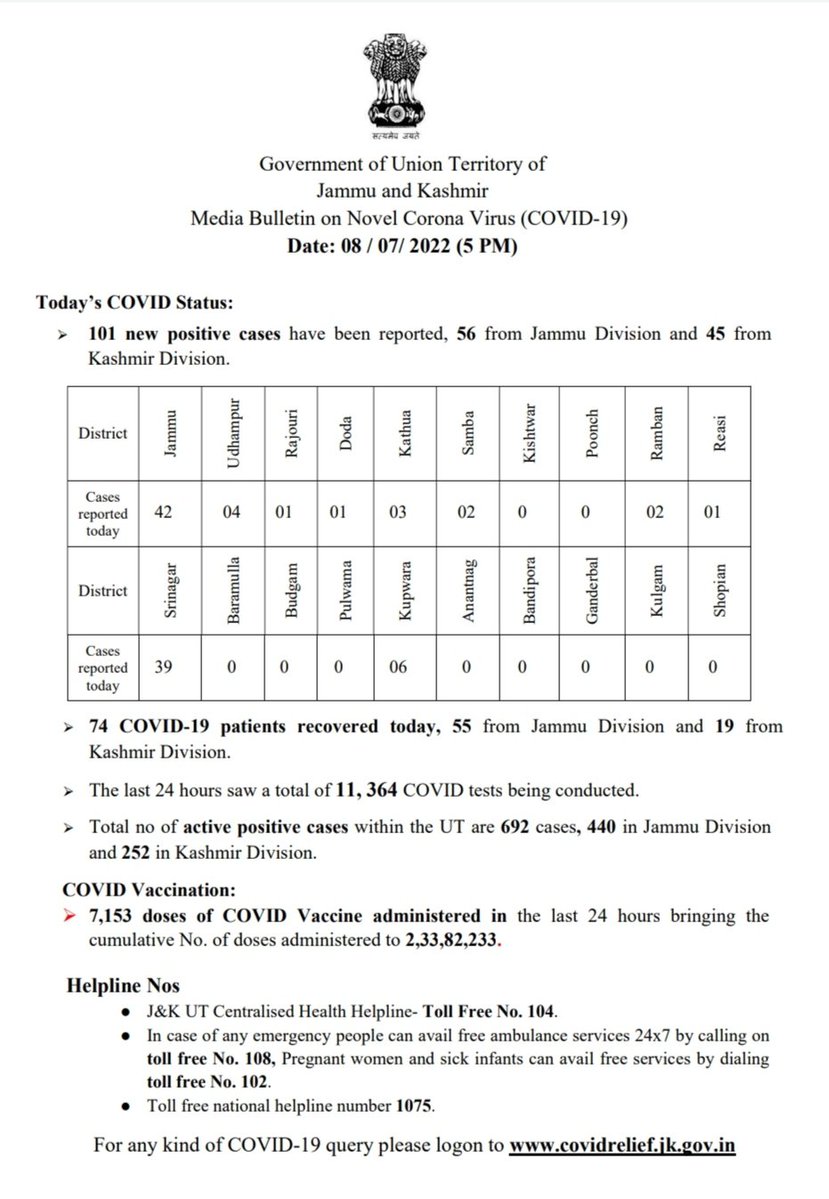 सत्यमेव जयते
Government of Union Territory of
Jammu and Kashmir
Media Bulletin on Novel Corona Virus (COVID-19)
Date: 08 / 07/ 2022 (5 PM)
Today’s COVID Status:
➢ 101 new positive cases have been reported, 56 from Jammu Division and 45 from
Kashmir Division.
District Jammu Udhampur Rajouri Doda Kathua Samba Kishtwar Poonch Ramban Reasi
Cases
reported
today
42 04 01 01 03 02 0 0 02 01
District Srinagar Baramulla Budgam Pulwama Kupwara Anantnag Bandipora Ganderbal Kulgam Shopian
Cases
reported
today
39 0 0 0 06 0 0 0 0 0
➢ 74 COVID-19 patients recovered today, 55 from Jammu Division and 19 from
Kashmir Division.
➢ The last 24 hours saw a total of 11, 364 COVID tests being conducted.
➢ Total no of active positive cases within the UT are 692 cases, 440 in Jammu Division
and 252 in Kashmir Division.
COVID Vaccination:
➢ 7,153 doses of COVID Vaccine administered in the last 24 hours bringing the
cumulative No. of doses administered to 2,33,82,233.
Helpline Nos
● J&K UT Centralised Health Helpline- Toll Free No. 104.
● In case of any emergency people can avail free ambulance services 24x7 by calling on
toll free No. 108, Pregnant women and sick infants can avail free services by dialing
toll free No. 102.
● Toll free national helpline number 1075.
For any kind of COVID-19 query please logon to www.covidrelief.jk.gov.in